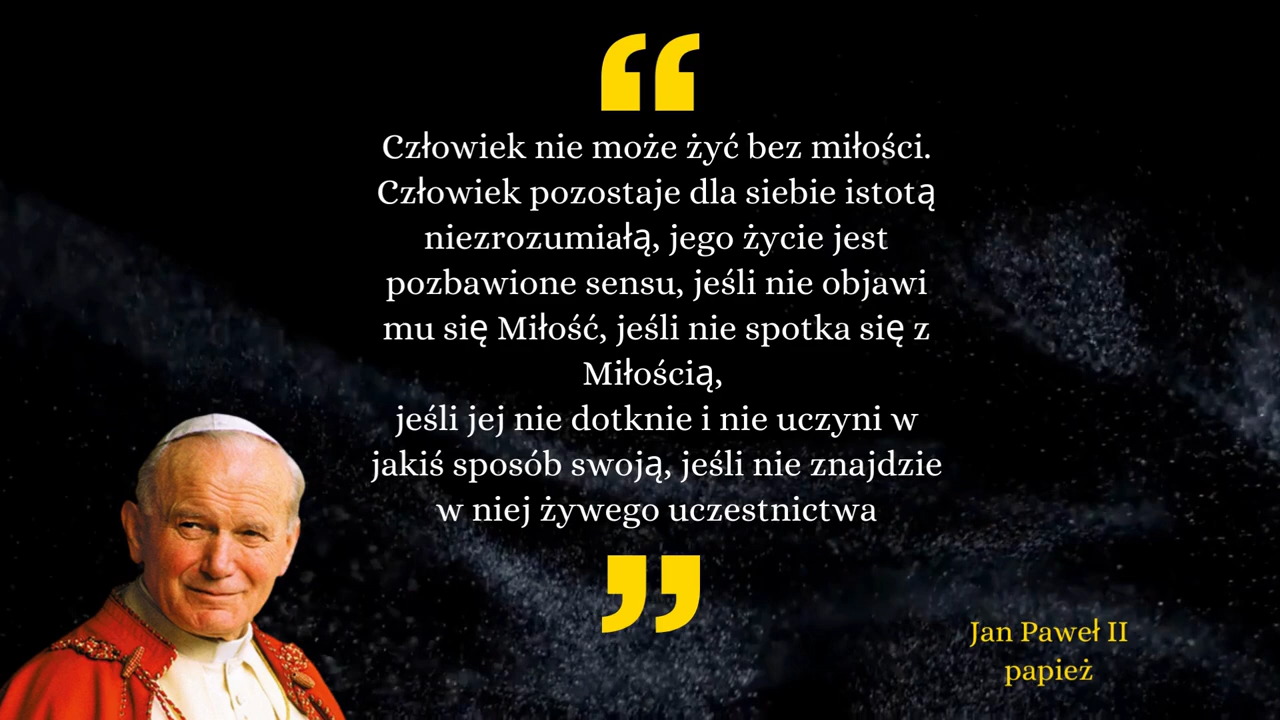 “
Człowiek nie może żyć bez miłości.
Człowiek pozostaje dla siebie istotą
niezrozumiałą, jego życie jest
pozbawione sensu, jeśli nie objawi
mu się Miłość, jeśli nie spotka się z
Miłością,
jeśli jej nie dotknie i nie uczyni w
jakiś sposób swoją, jeśli nie znajdzie
w niej żywego uczestnictwa
”
Jan Paweł II
papież